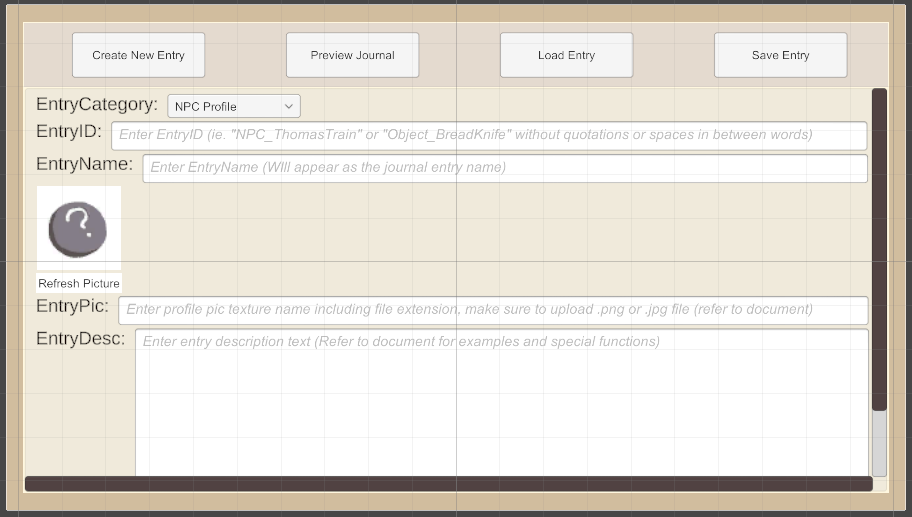 Create New Entry
Preview Journal
Load Entry
Save Entry
EntryCategory:
NPC Profile
EntryID:
Enter EntryID (ie. "NPC_ThomasTrain" or "Object_BreadKnife" without quotations or spaces in between words)
EntryName:
Enter EntryName (WIll appear as the journal entry name)
?
Refresh Picture
EntryPic:
Enter profile pic texture name including file extension, make sure to upload .png or .jpg file (refer to document)
EntryDesc:
Enter entry description text (Refer to document for examples and special functions)